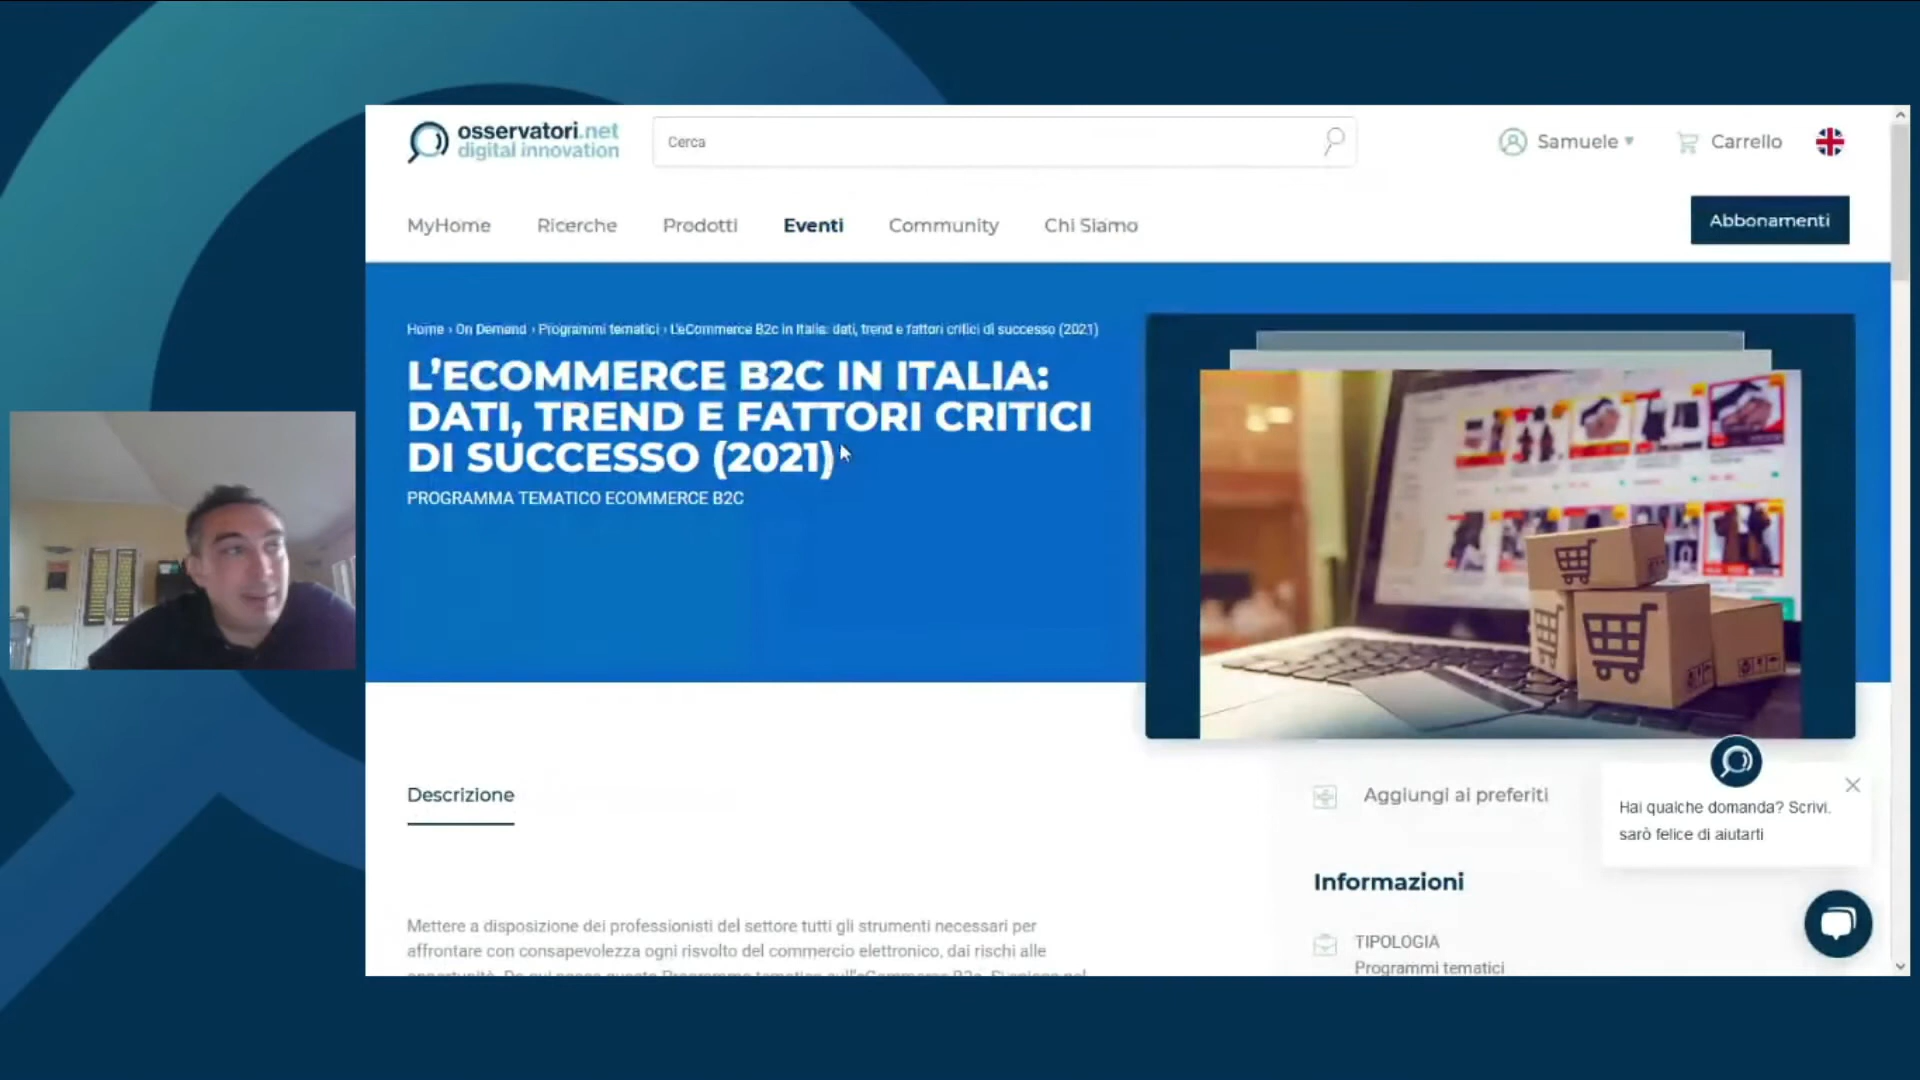 osservatori.net
digital innovation
Cerca
Samuele
Carrello
MyHome
Ricerche
Prodotti
Eventi
Community
Chi Siamo
Abbonamenti
Home › On Demand › Programmi tematici › L'eCommerce B2c in Italia: dati, trend e fattori critici di successo (2021)
L'ECOMMERCE B2C IN ITALIA:
DATI, TREND E FATTORI CRITICI
DI SUCCESSO (2021)
PROGRAMMA TEMATICO ECOMMERCE B2C
Descrizione
Aggiungi ai preferiti
Hai qualche domanda? Scrivi.
sarò felice di aiutarti
Informazioni
Mettere a disposizione dei professionisti del settore tutti gli strumenti necessari per
affrontare con consapevolezza ogni risvolto del commercio elettronico, dai rischi alle
TIPOLOGIA
Programmi tematici